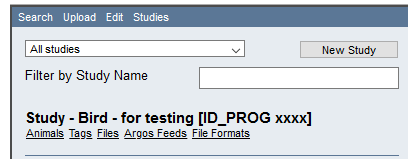 Search Upload Edit Studies
All studies New Study
Filter by Study Name
Study - Bird - for testing [ID_PROG xxxx]
Animals Tags Files Argos Feeds File Formats